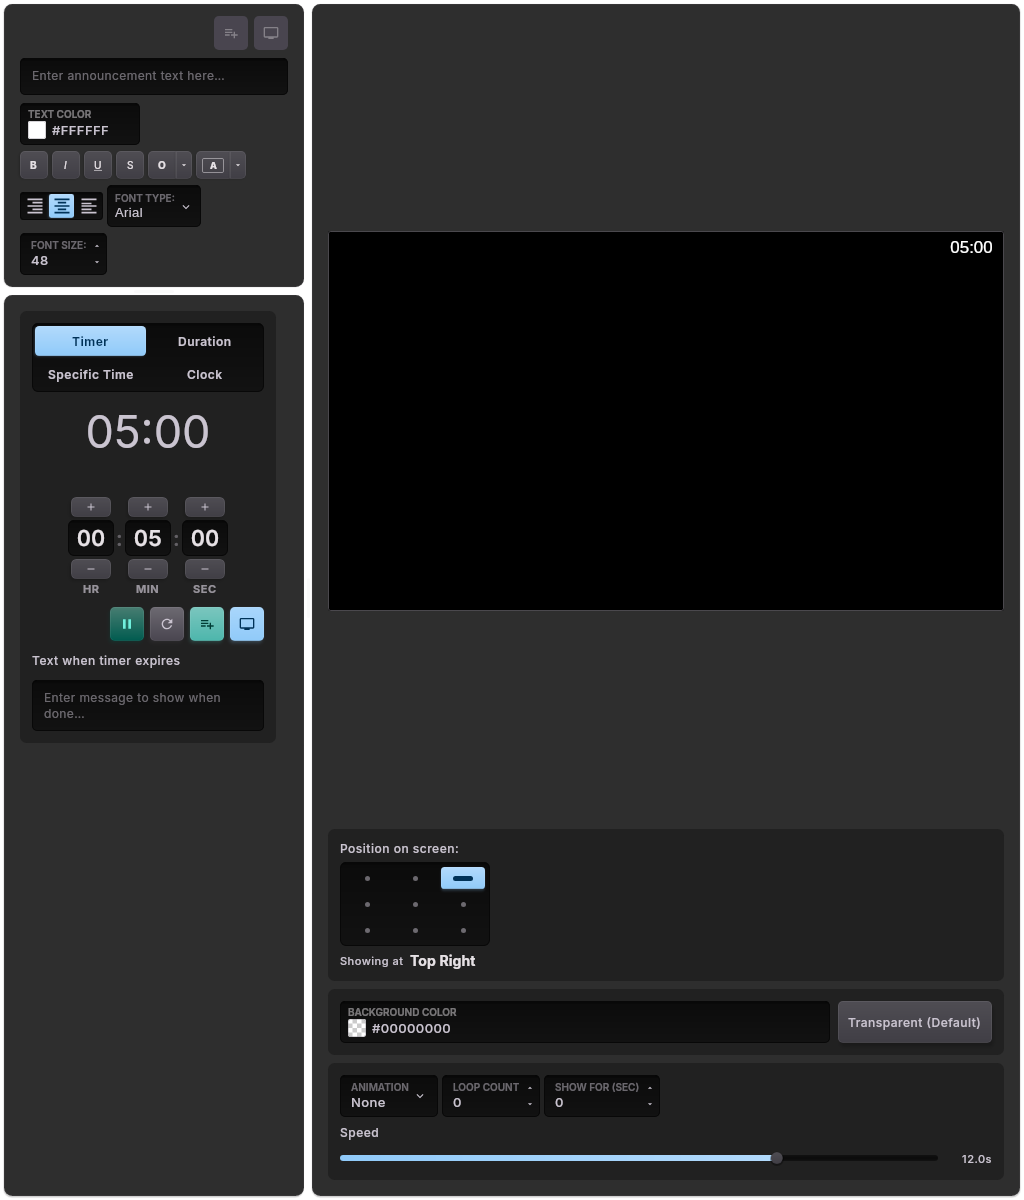 Enter announcement text here...
TEXT COLOR
#FFFFFF
B I U S O A
FONT TYPE:
Arial
FONT SIZE:
48
Timer Duration
Specific Time Clock
05:00
+ + +
00 : 05 : 00
− − −
HR MIN SEC
Text when timer expires
Enter message to show when
done...
05:00
Position on screen:
Showing at Top Right
BACKGROUND COLOR
#00000000
Transparent (Default)
ANIMATION
None
LOOP COUNT
0
SHOW FOR (SEC)
0
Speed
12.0s